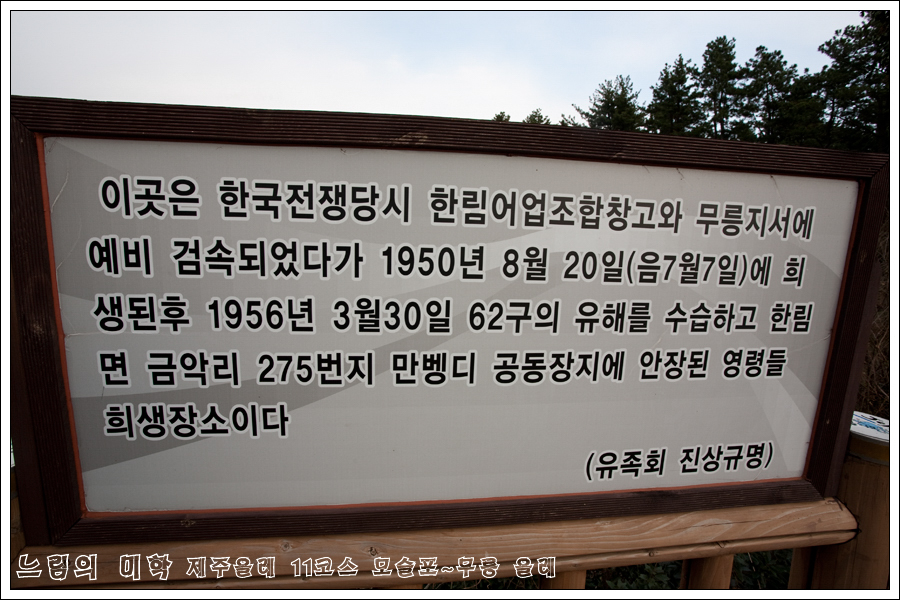 이곳은 한국전쟁당시 한림어업조합창고와 무릉지서에
예비 검속되었다가 1950년 8월 20일(음7월7일)에 희
생된후 1956년 3월30일 62구의 유해를 수습하고 한림
면 금악리 275번지 만벵디 공동장지에 안장된 영령들
희생장소이다
(유족회 진상규명)
느림의 미학 제주올레 11코스 모슬포~무릉 올레